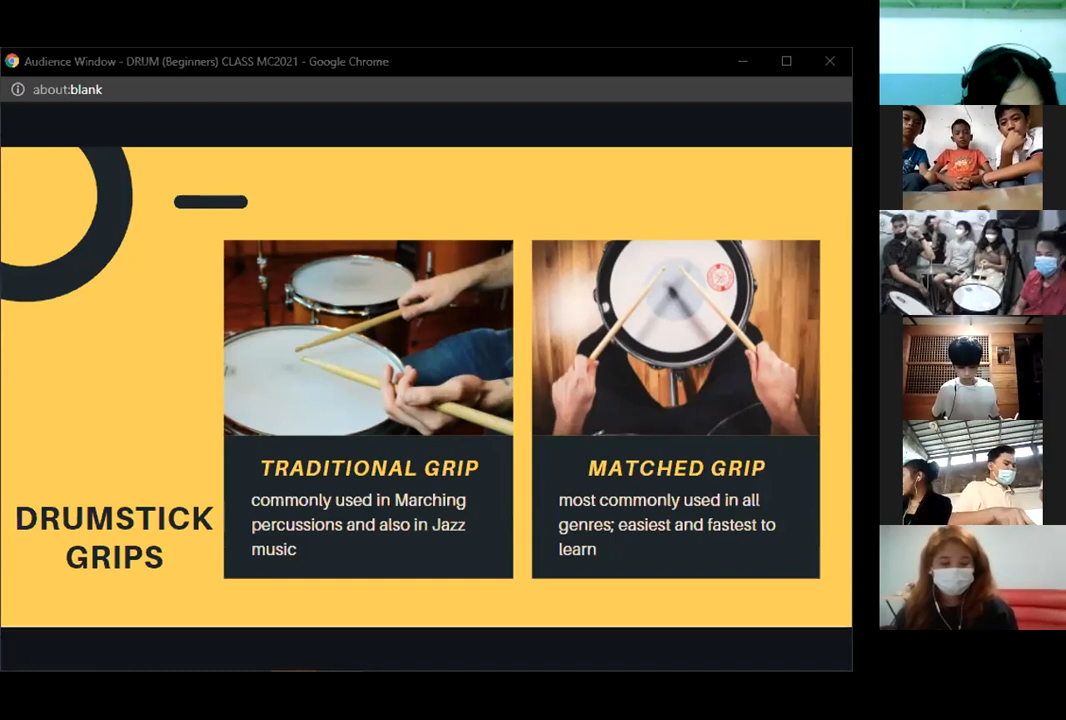 Audience Window - DRUM (Beginners) CLASS MC2021 - Google Chrome
about:blank
DRUMSTICK
GRIPS
TRADITIONAL GRIP
commonly used in Marching
percussions and also in Jazz
music
MATCHED GRIP
most commonly used in all
genres; easiest and fastest to
learn